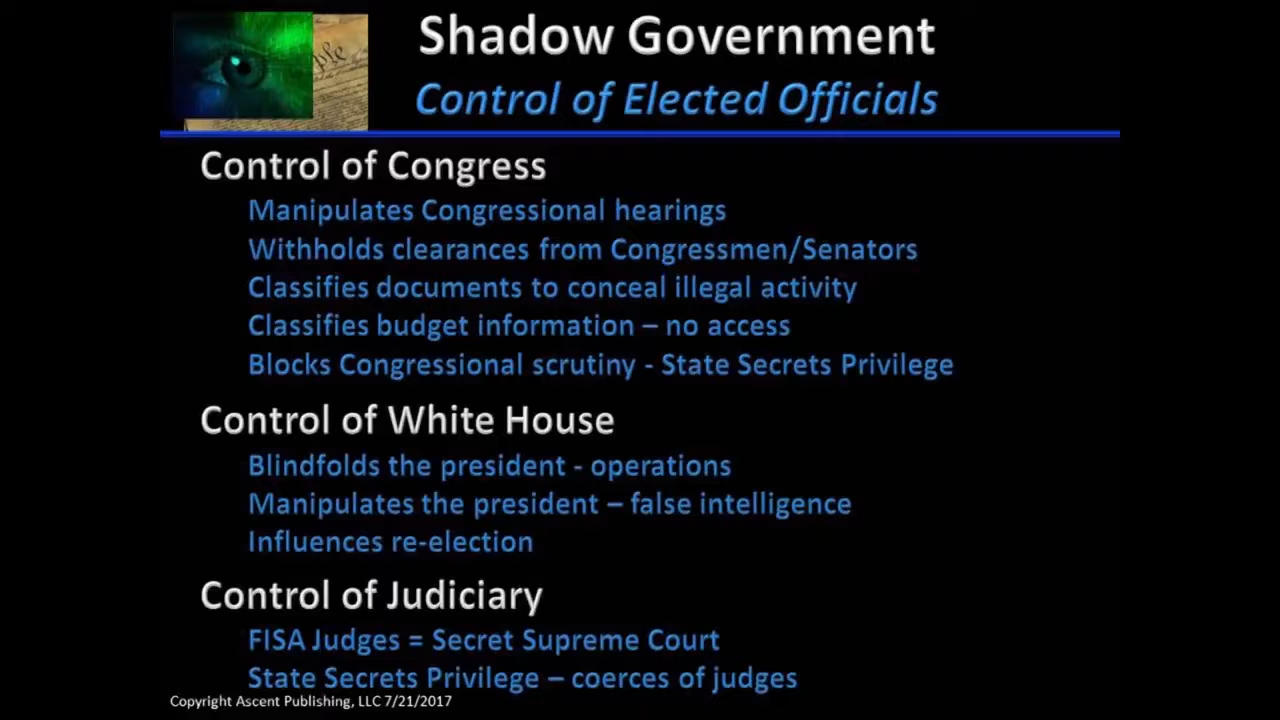 Shadow Government
Control of Elected Officials
Control of Congress
Manipulates Congressional hearings
Withholds clearances from Congressmen/Senators
Classifies documents to conceal illegal activity
Classifies budget information – no access
Blocks Congressional scrutiny - State Secrets Privilege
Control of White House
Blindfolds the president - operations
Manipulates the president – false intelligence
Influences re-election
Control of Judiciary
FISA Judges = Secret Supreme Court
State Secrets Privilege – coerces of judges
Copyright Ascent Publishing, LLC 7/21/2017